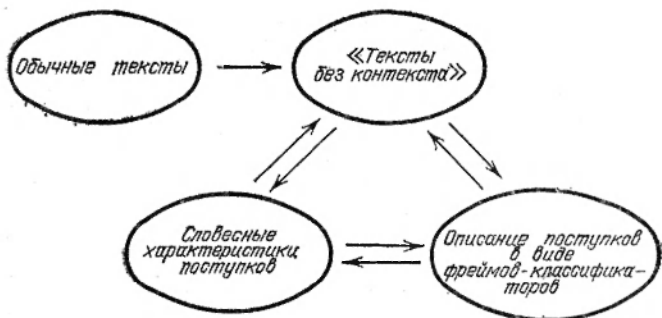 Обычные тексты
«Тексты
без контекста»
Словесные
характеристики
поступков
Описание поступков
в виде
фреймов-классифика-
торов